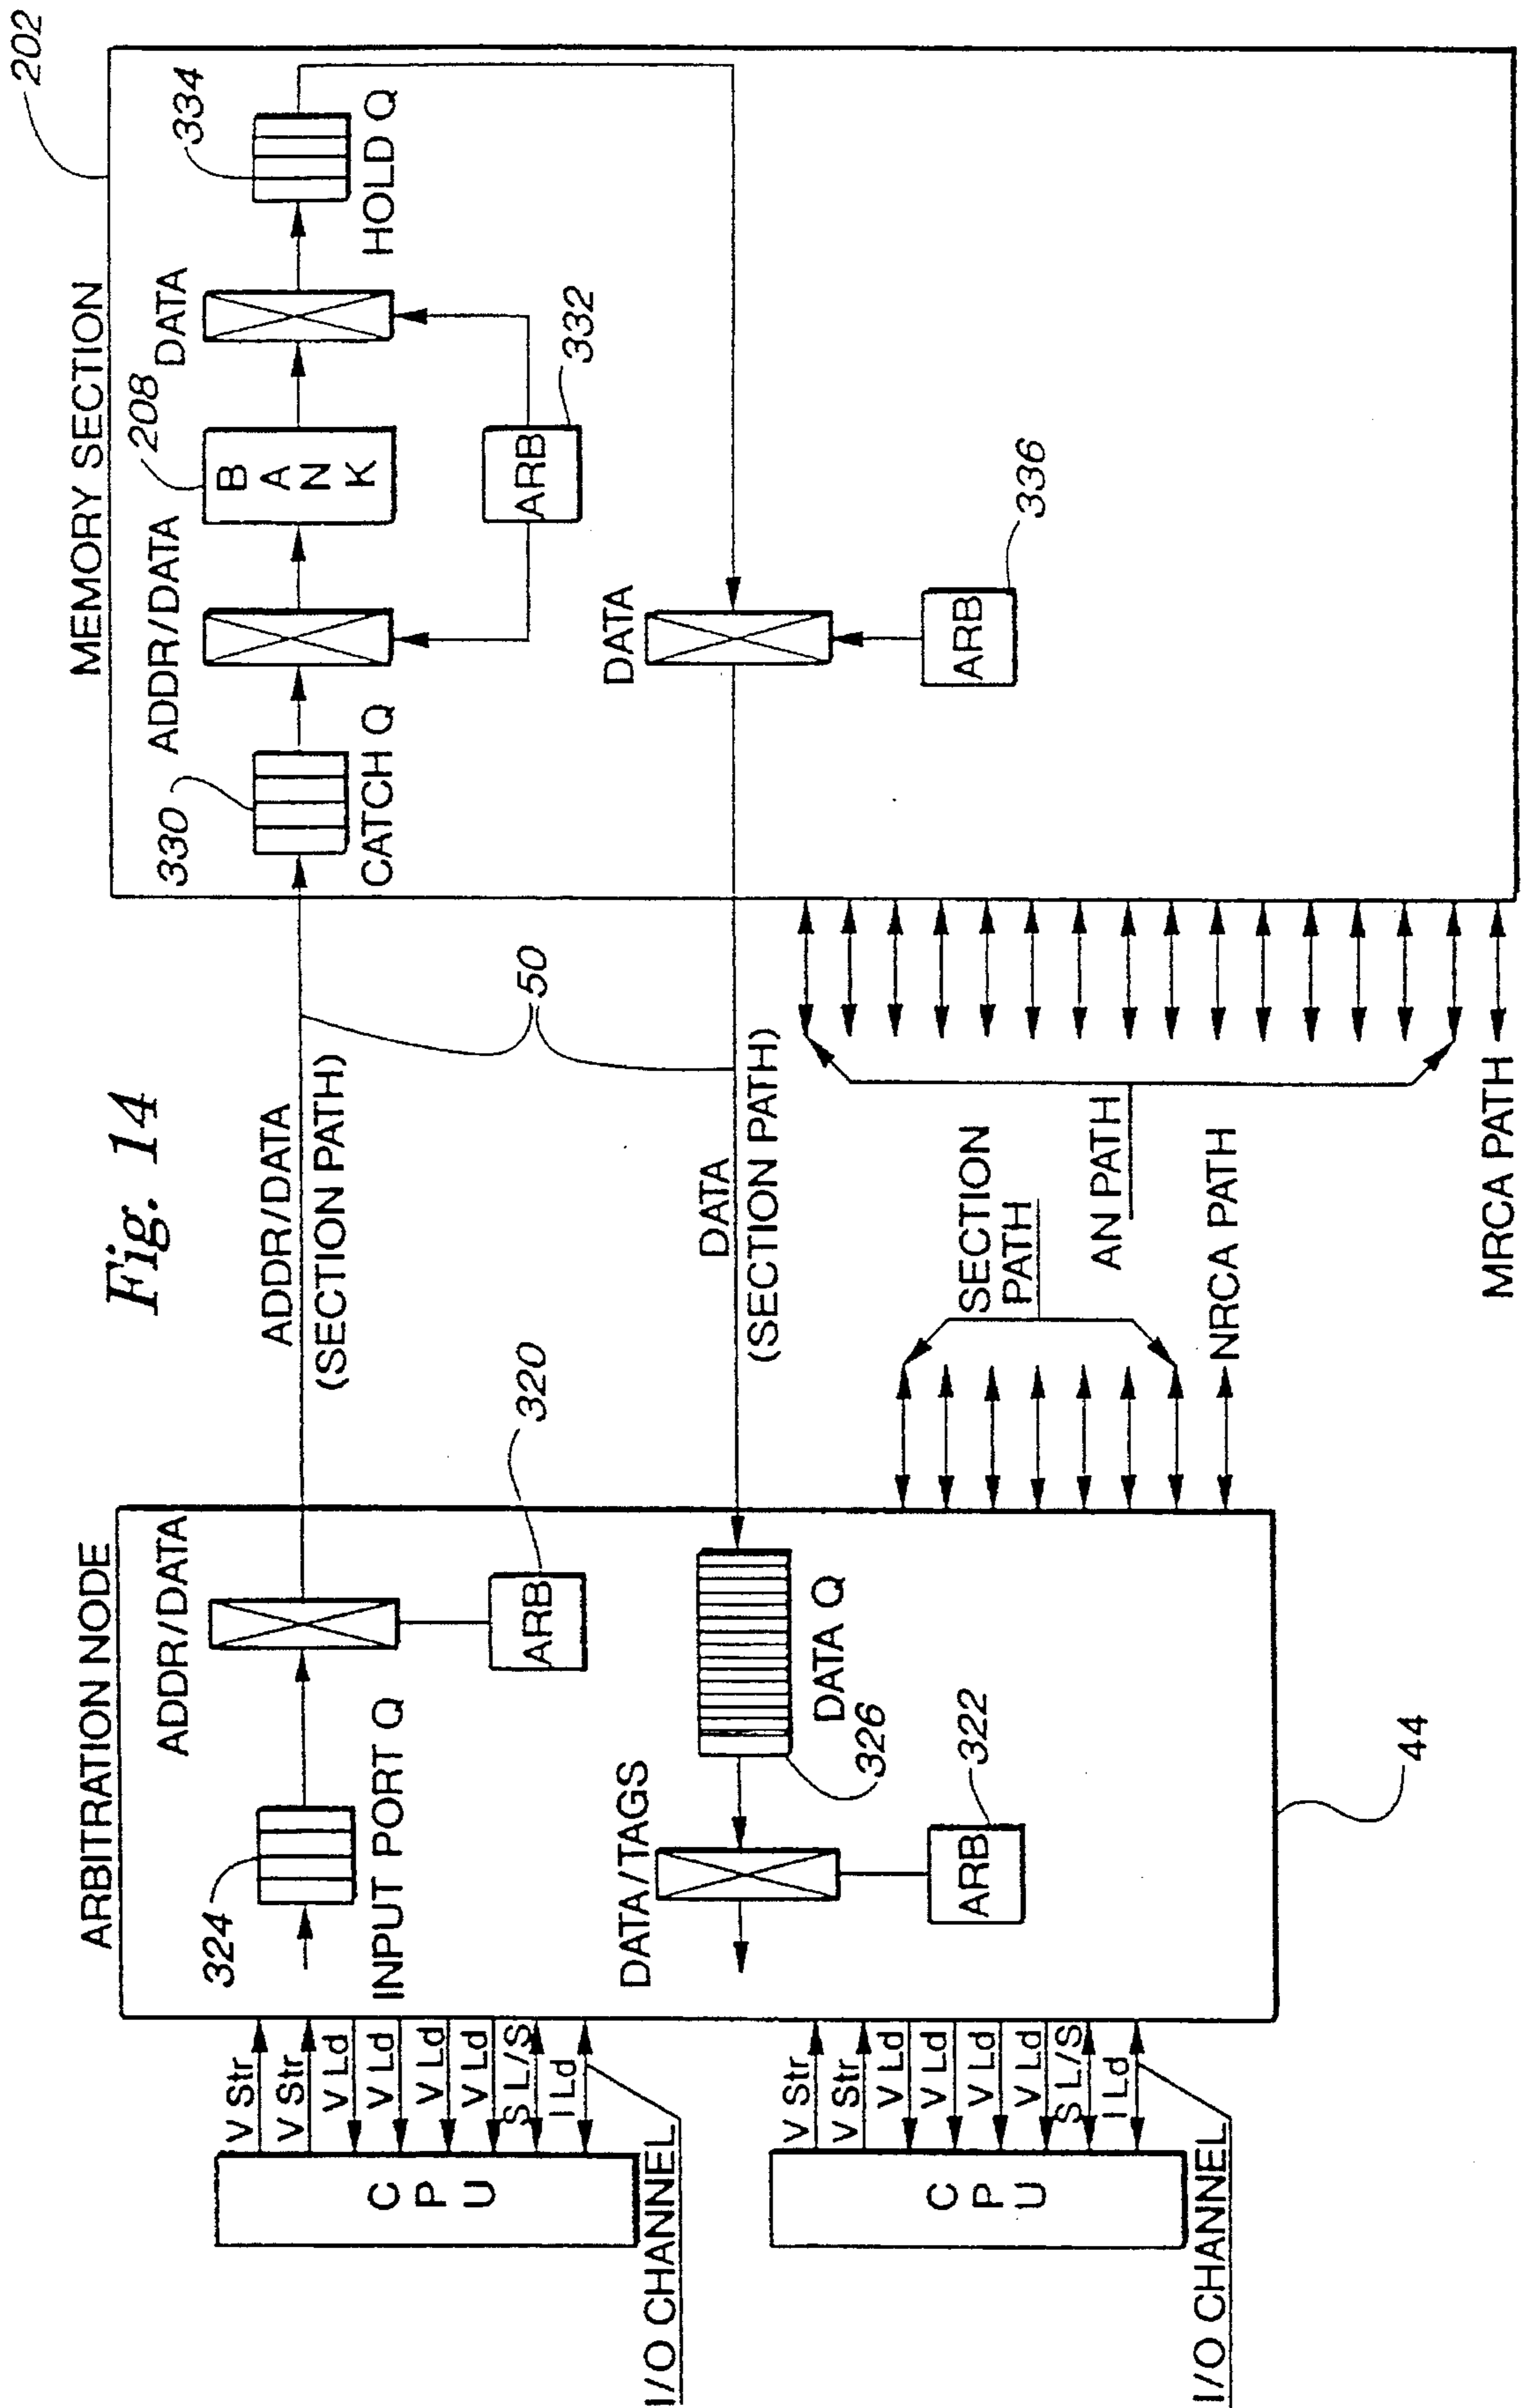 Fig. 14
ARBITRATION NODE
324
INPUT PORT Q
ADDR/DATA
ARB
320
DATA/TAGS
326
DATA Q
ARB
322
44
C
P
U
V Str
V Str
V Ld
V Ld
V Ld
V Ld
S L/S
I Ld
I/O CHANNEL
C
P
U
V Str
V Str
V Ld
V Ld
V Ld
V Ld
S L/S
I Ld
I/O CHANNEL
ADDR/DATA
(SECTION PATH)
50
DATA
(SECTION PATH)
SECTION
PATH
AN PATH
NRCA PATH
MRCA PATH
MEMORY SECTION
202
330
CATCH Q
ADDR/DATA
208
B
A
N
K
DATA
334
HOLD Q
ARB
332
DATA
ARB
336